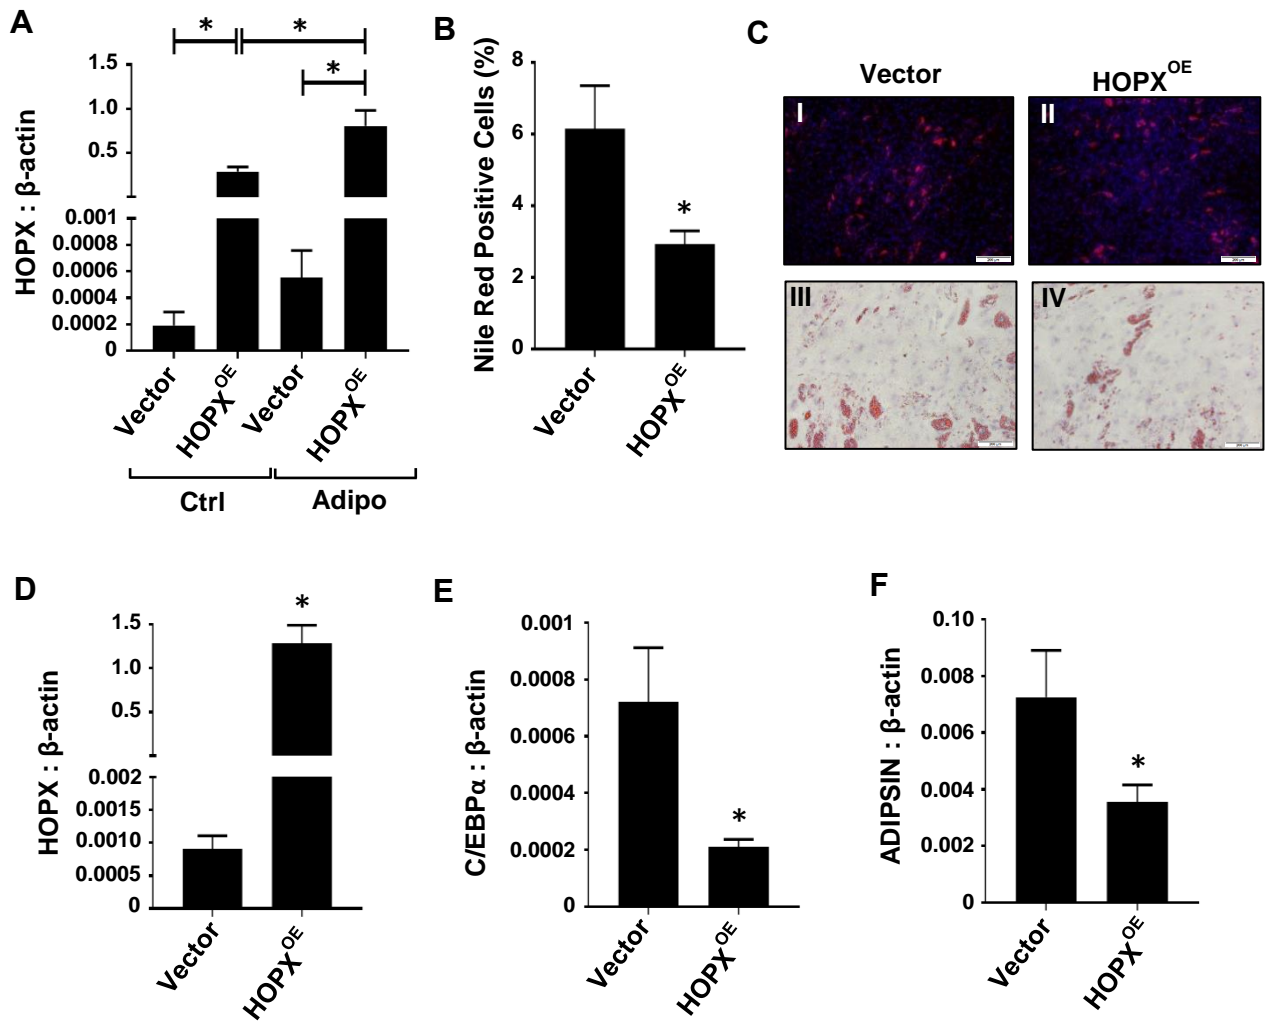 A
*
*
*
HOPX : β-actin
1.5
1.0
0.5
0.001
0.0008
0.0006
0.0004
0.0002
0
Vector
HOPX^OE
Vector
HOPX^OE
Ctrl
Adipo
B
Nile Red Positive Cells (%)
8
6
4
2
0
*
Vector
HOPX^OE
C
Vector
HOPX^OE
I
II
III
IV
D
HOPX : β-actin
1.5
1.0
0.5
0.002
0.0015
0.0010
0.0005
0
*
Vector
HOPX^OE
E
C/EBPα : β-actin
0.001
0.0008
0.0006
0.0004
0.0002
0
*
Vector
HOPX^OE
F
ADIPSIN : β-actin
0.10
0.008
0.006
0.004
0.002
0
*
Vector
HOPX^OE